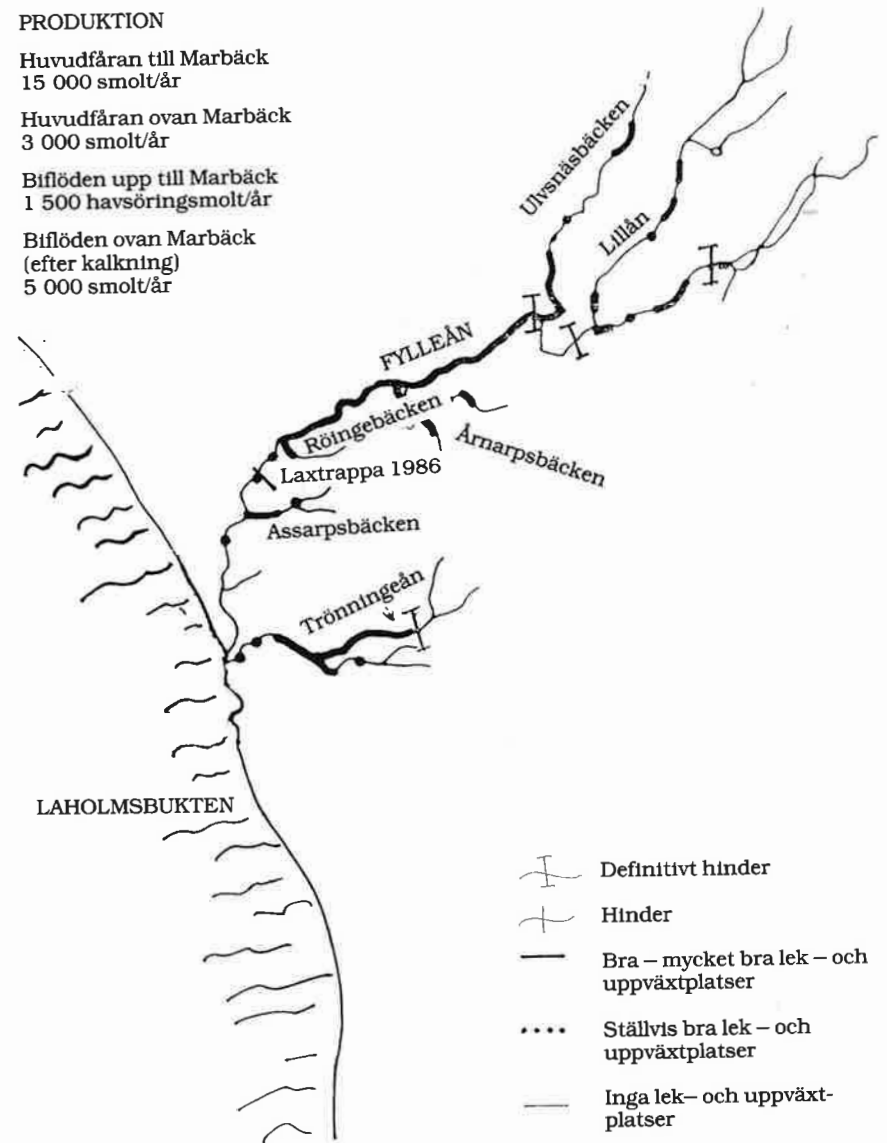 PRODUKTION
Huvudfåran till Marbäck
15 000 smolt/år
Huvudfåran ovan Marbäck
3 000 smolt/år
Biflöden upp till Marbäck
1 500 havsöringsmolt/år
Biflöden ovan Marbäck
(efter kalkning)
5 000 smolt/år
Ulvsnäsbäcken
Lillån
FYLLEÅN
Röingebäcken
Årnarpsbäcken
Laxtrappa 1986
Assarpsbäcken
Trönningeån
LAHOLMSBUKTEN
Definitivt hinder
Hinder
Bra – mycket bra lek – och
uppväxtplatser
Ställvis bra lek – och
uppväxtplatser
Inga lek– och uppväxt-
platser